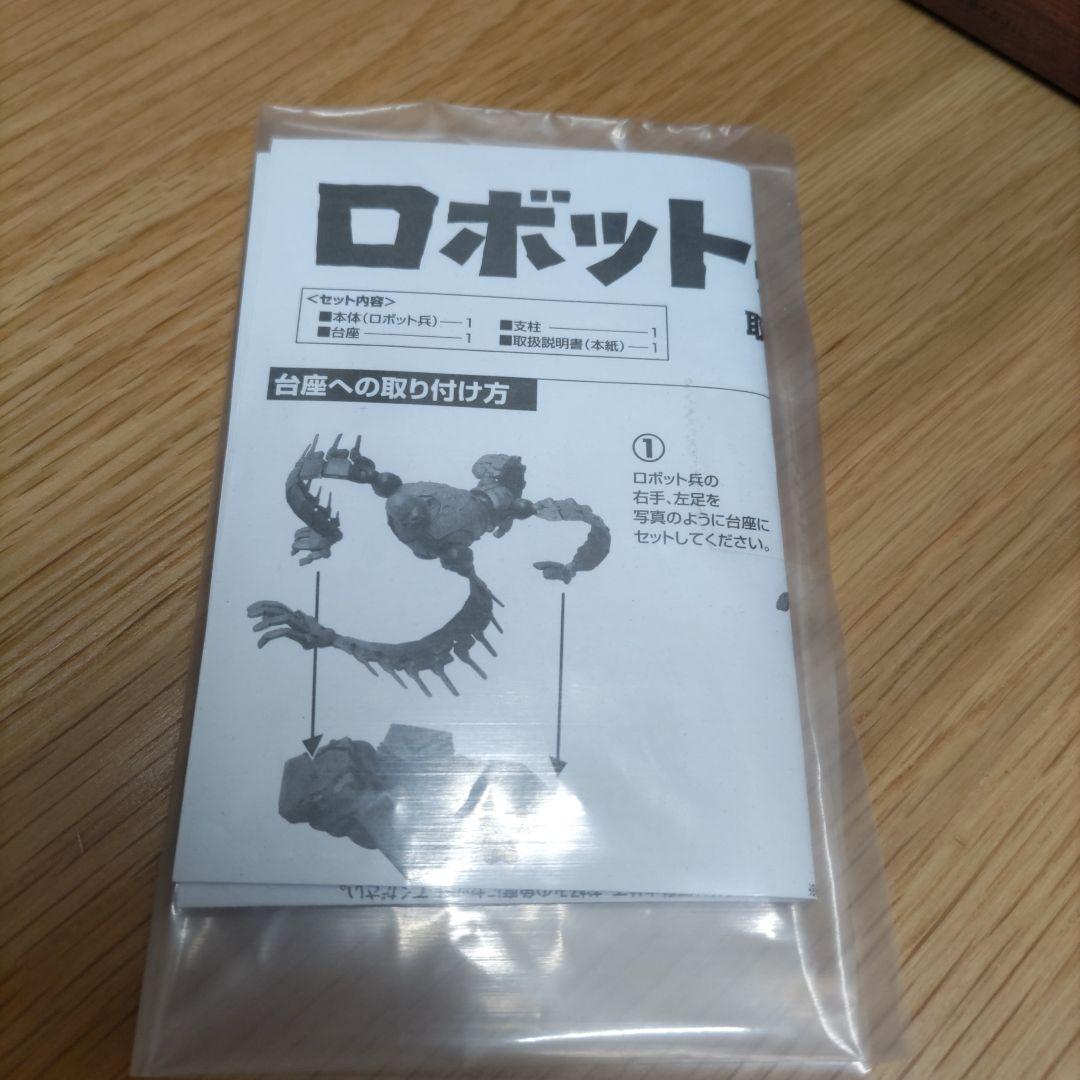 ロボット
取
<セット内容>
■本体(ロボット兵)— 1
■台座 — 1
■支柱 — 1
■取扱説明書(本紙)— 1
台座への取り付け方
①
ロボット兵の
右手、左足を
写真のように台座に
セットしてください。